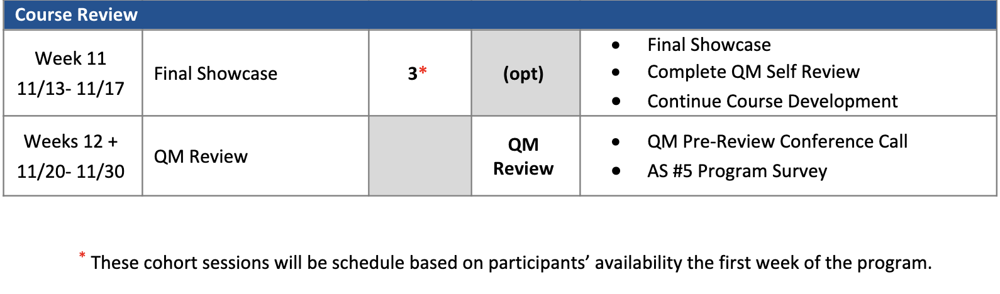 Course Review
Week 11
11/13- 11/17
Final Showcase
3*
(opt)
• Final Showcase
• Complete QM Self Review
• Continue Course Development
Weeks 12 +
11/20- 11/30
QM Review
QM
Review
• QM Pre-Review Conference Call
• AS #5 Program Survey
* These cohort sessions will be schedule based on participants’ availability the first week of the program.